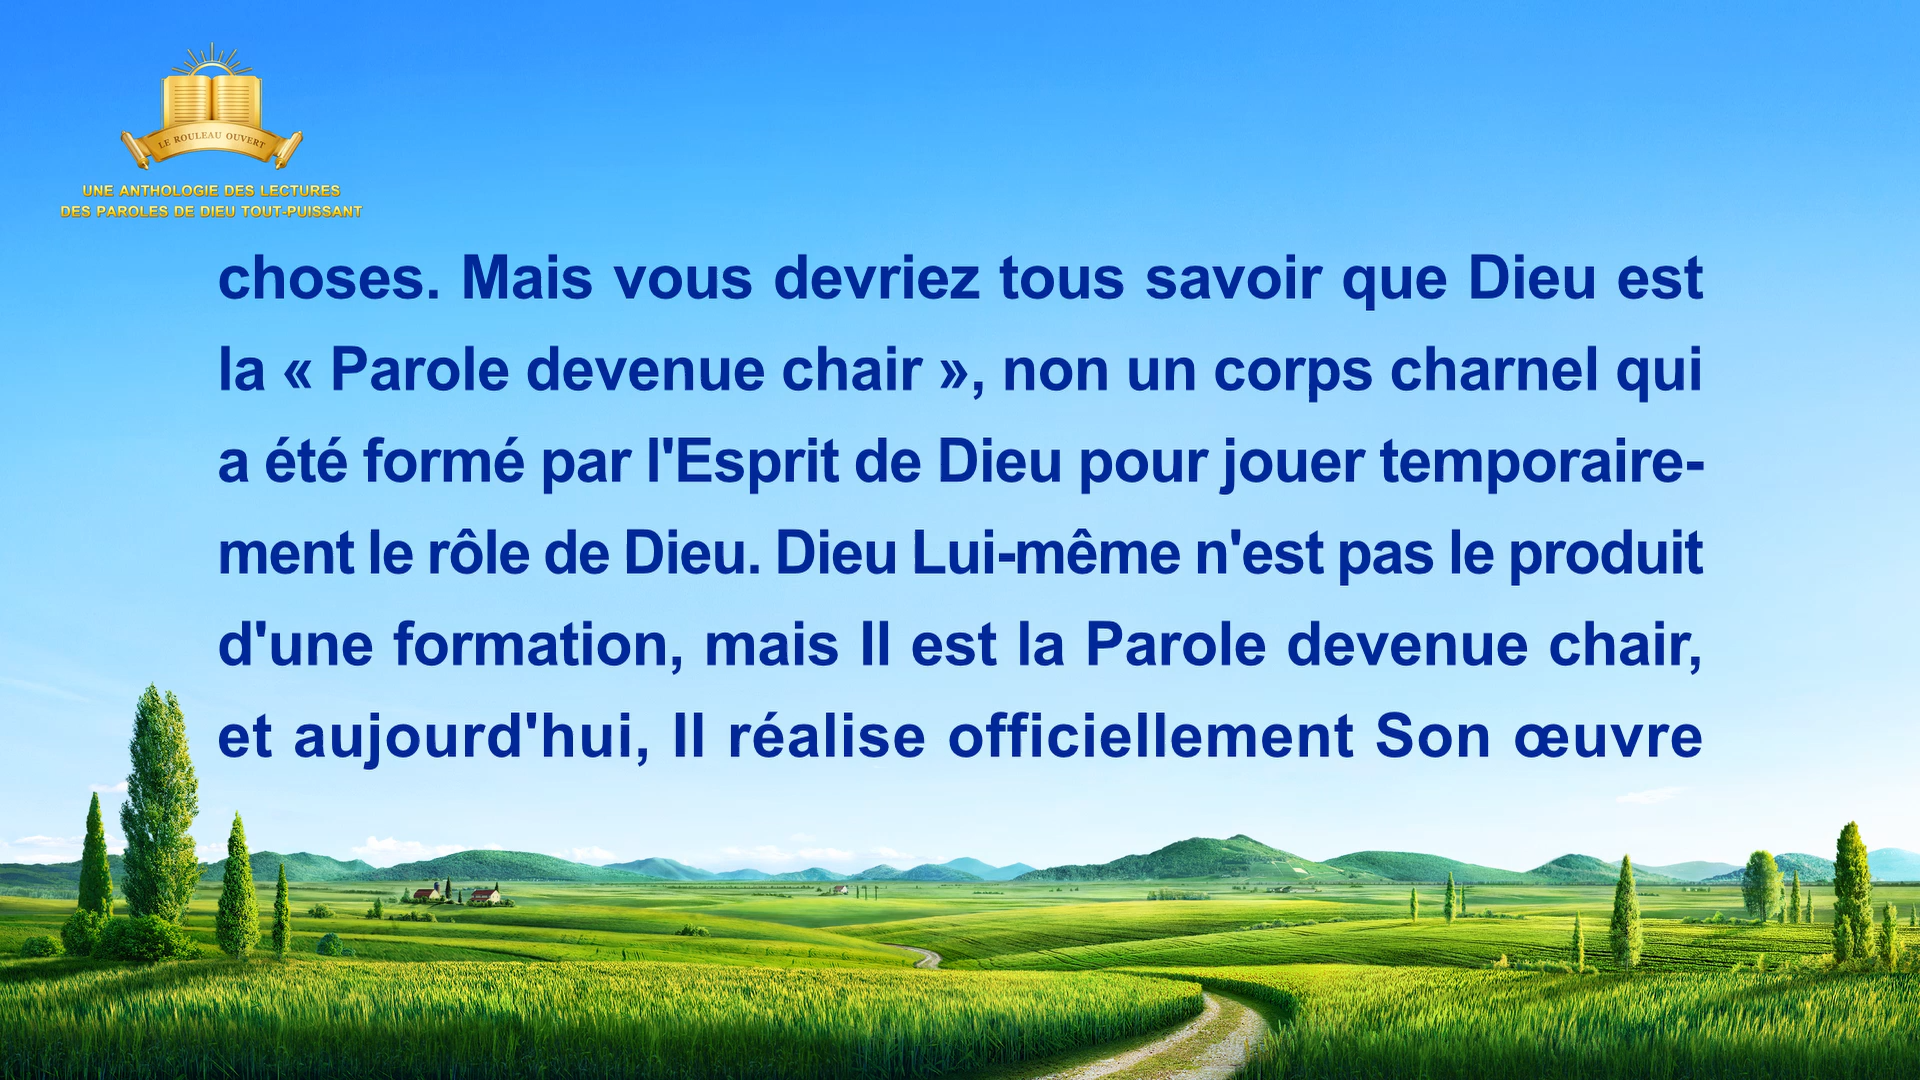 LE ROULEAU OUVERT
UNE ANTHOLOGIE DES LECTURES
DES PAROLES DE DIEU TOUT-PUISSANT
choses. Mais vous devriez tous savoir que Dieu est
la « Parole devenue chair », non un corps charnel qui
a été formé par l'Esprit de Dieu pour jouer temporaire-
ment le rôle de Dieu. Dieu Lui-même n'est pas le produit
d'une formation, mais Il est la Parole devenue chair,
et aujourd'hui, Il réalise officiellement Son œuvre